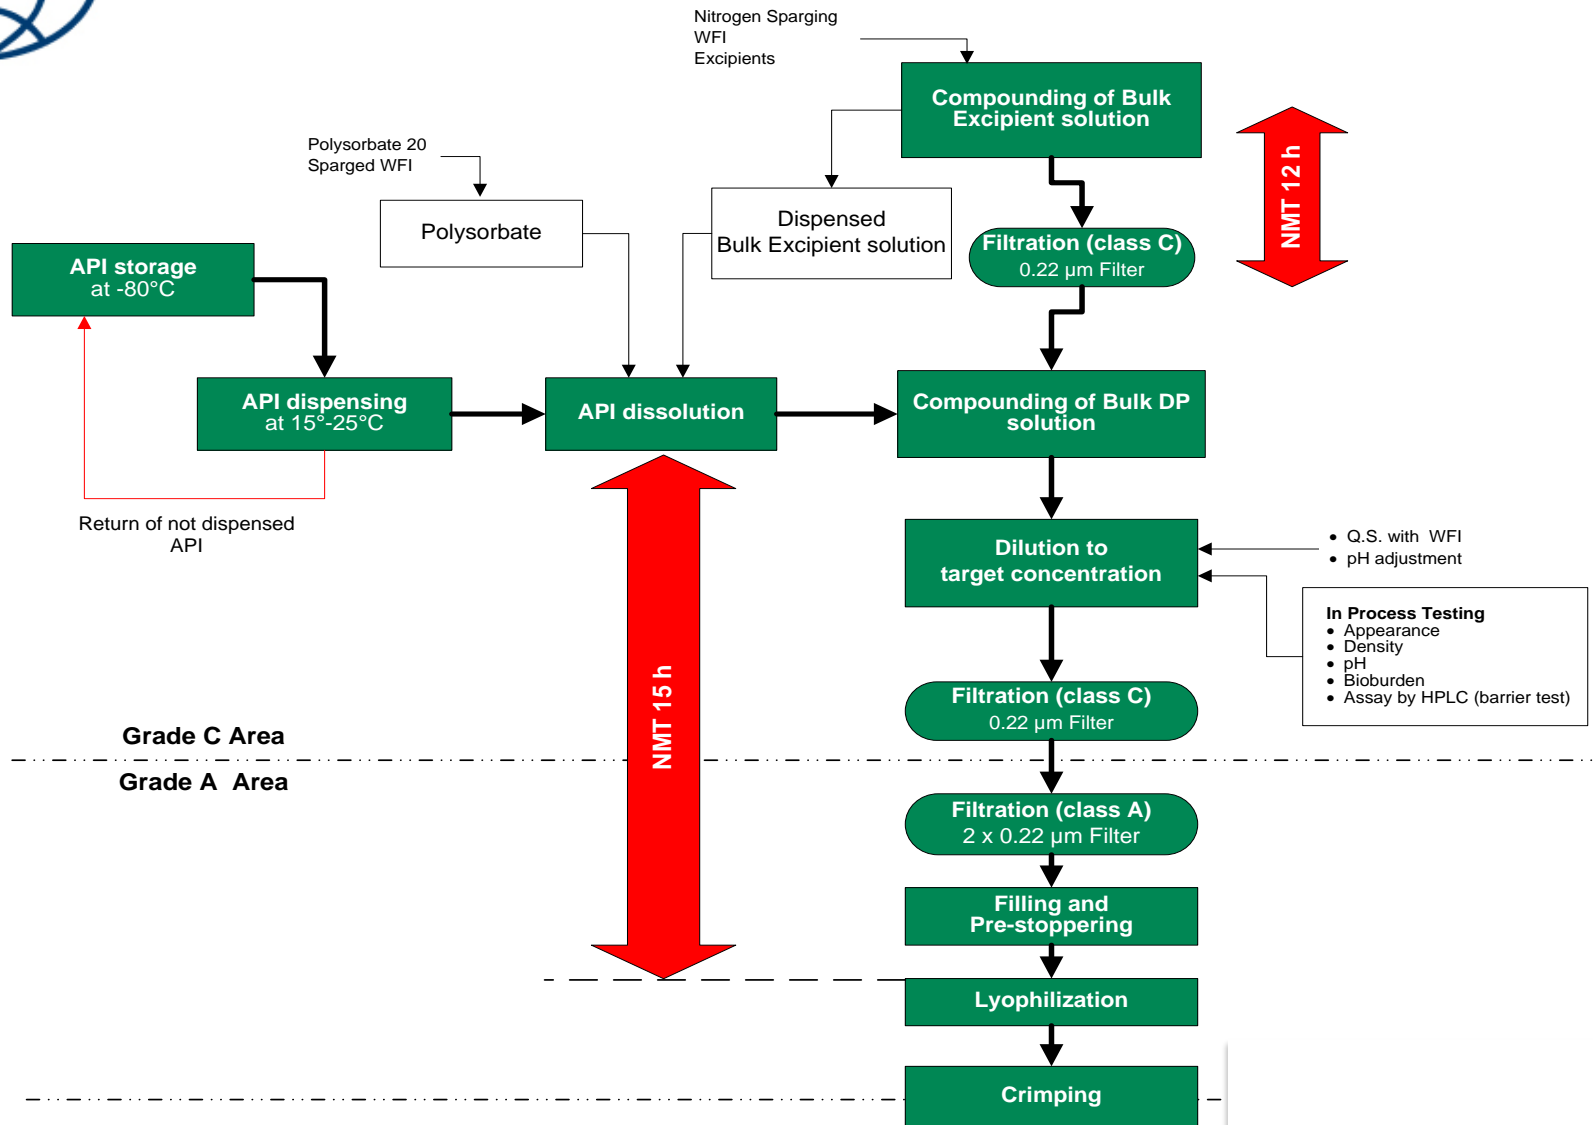 Nitrogen Sparging
WFI
Excipients
Compounding of Bulk
Excipient solution
NMT 12 h
Polysorbate 20
Sparged WFI
Polysorbate
Dispensed
Bulk Excipient solution
Filtration (class C)
0.22 µm Filter
API storage
at -80°C
API dispensing
at 15°-25°C
API dissolution
Compounding of Bulk DP
solution
Return of not dispensed
API
Dilution to
target concentration
• Q.S. with WFI
• pH adjustment
In Process Testing
• Appearance
• Density
• pH
• Bioburden
• Assay by HPLC (barrier test)
NMT 15 h
Filtration (class C)
0.22 µm Filter
Grade C Area
Grade A Area
Filtration (class A)
2 x 0.22 µm Filter
Filling and
Pre-stoppering
Lyophilization
Crimping